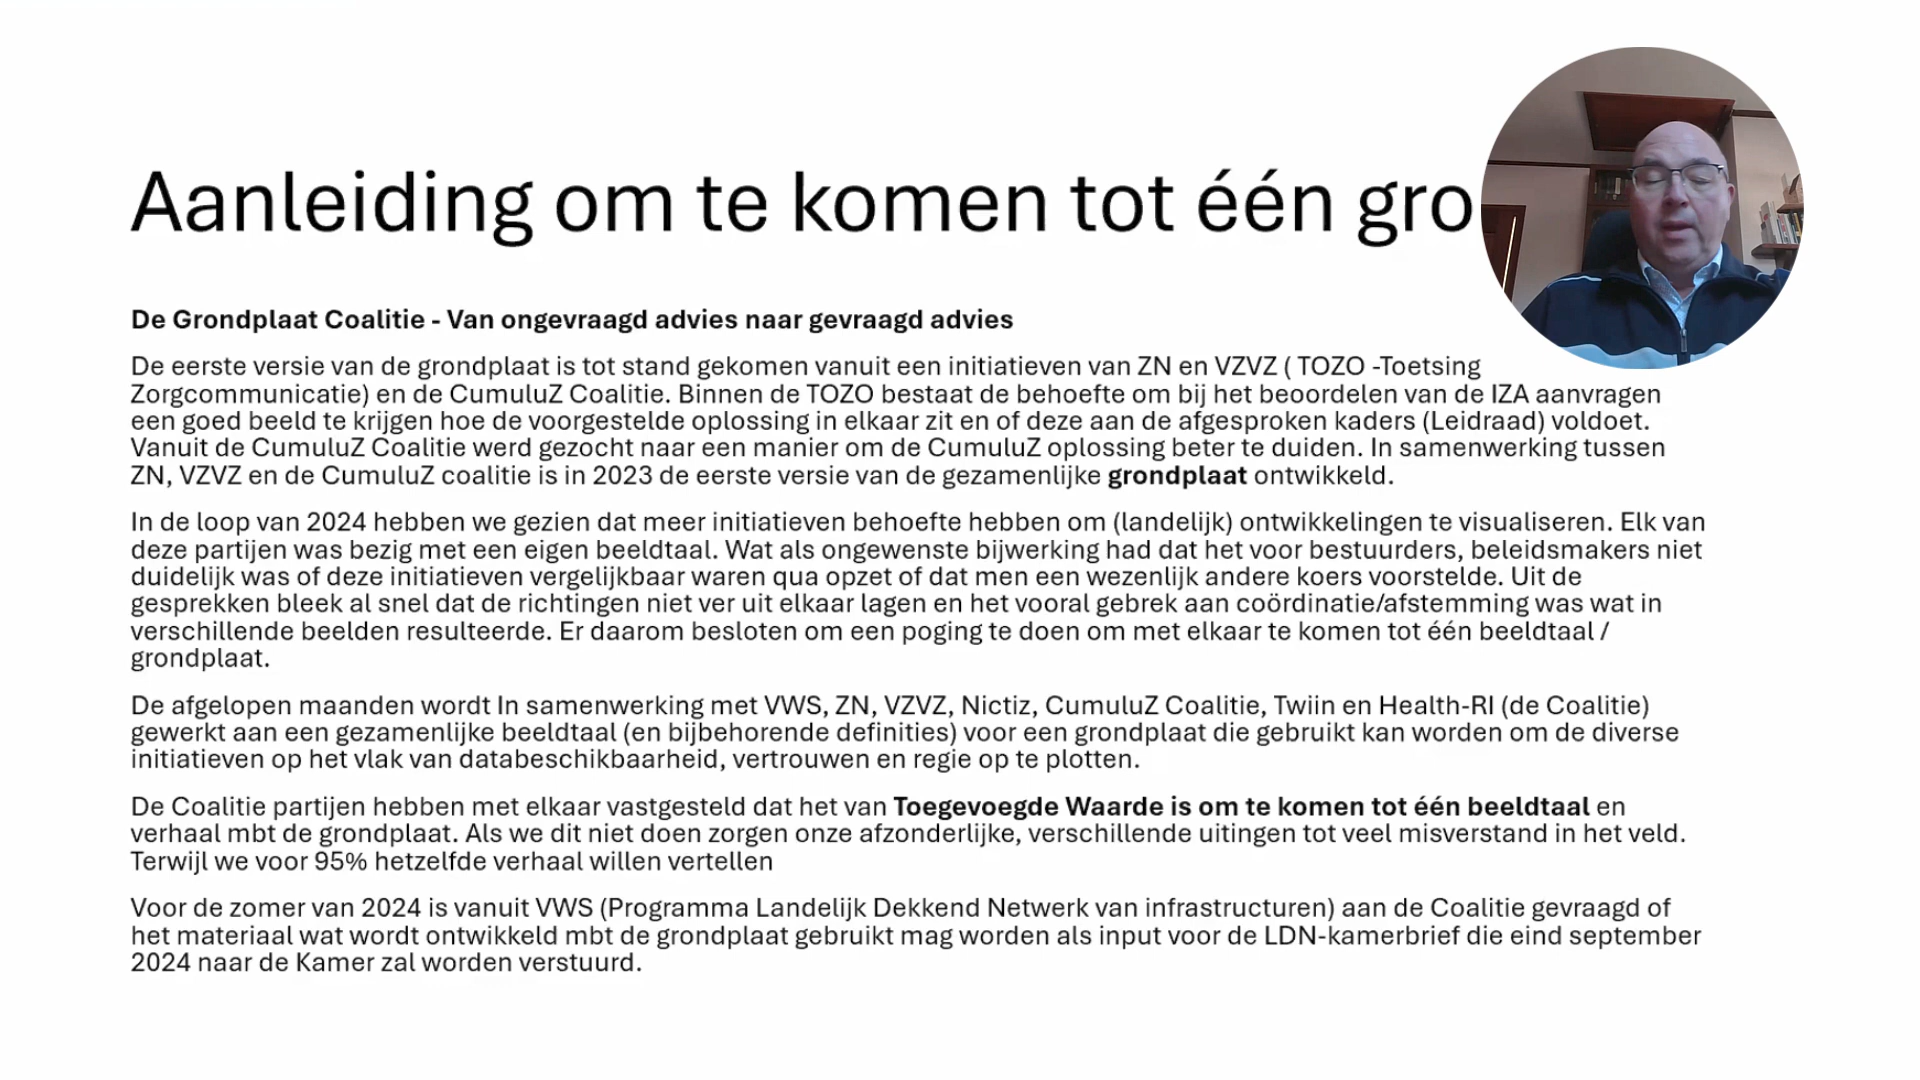 Aanleiding om te komen tot één gro
De Grondplaat Coalitie - Van ongevraagd advies naar gevraagd advies
De eerste versie van de grondplaat is tot stand gekomen vanuit een initiatieven van ZN en VZVZ ( TOZO -Toetsing
Zorgcommunicatie) en de CumuluZ Coalitie. Binnen de TOZO bestaat de behoefte om bij het beoordelen van de IZA aanvragen
een goed beeld te krijgen hoe de voorgestelde oplossing in elkaar zit en of deze aan de afgesproken kaders (Leidraad) voldoet.
Vanuit de CumuluZ Coalitie werd gezocht naar een manier om de CumuluZ oplossing beter te duiden. In samenwerking tussen
ZN, VZVZ en de CumuluZ coalitie is in 2023 de eerste versie van de gezamenlijke grondplaat ontwikkeld.
In de loop van 2024 hebben we gezien dat meer initiatieven behoefte hebben om (landelijk) ontwikkelingen te visualiseren. Elk van
deze partijen was bezig met een eigen beeldtaal. Wat als ongewenste bijwerking had dat het voor bestuurders, beleidsmakers niet
duidelijk was of deze initiatieven vergelijkbaar waren qua opzet of dat men een wezenlijk andere koers voorstelde. Uit de
gesprekken bleek al snel dat de richtingen niet ver uit elkaar lagen en het vooral gebrek aan coördinatie/afstemming was wat in
verschillende beelden resulteerde. Er daarom besloten om een poging te doen om met elkaar te komen tot één beeldtaal /
grondplaat.
De afgelopen maanden wordt In samenwerking met VWS, ZN, VZVZ, Nictiz, CumuluZ Coalitie, Twiin en Health-RI (de Coalitie)
gewerkt aan een gezamenlijke beeldtaal (en bijbehorende definities) voor een grondplaat die gebruikt kan worden om de diverse
initiatieven op het vlak van databeschikbaarheid, vertrouwen en regie op te plotten.
De Coalitie partijen hebben met elkaar vastgesteld dat het van Toegevoegde Waarde is om te komen tot één beeldtaal en
verhaal mbt de grondplaat. Als we dit niet doen zorgen onze afzonderlijke, verschillende uitingen tot veel misverstand in het veld.
Terwijl we voor 95% hetzelfde verhaal willen vertellen
Voor de zomer van 2024 is vanuit VWS (Programma Landelijk Dekkend Netwerk van infrastructuren) aan de Coalitie gevraagd of
het materiaal wat wordt ontwikkeld mbt de grondplaat gebruikt mag worden als input voor de LDN-kamerbrief die eind september
2024 naar de Kamer zal worden verstuurd.